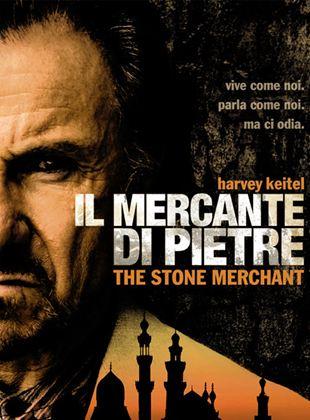 vive come noi.
parla come noi.
ma ci odia.
harvey keitel
IL MERCANTE
DI PIETRE
THE STONE MERCHANT